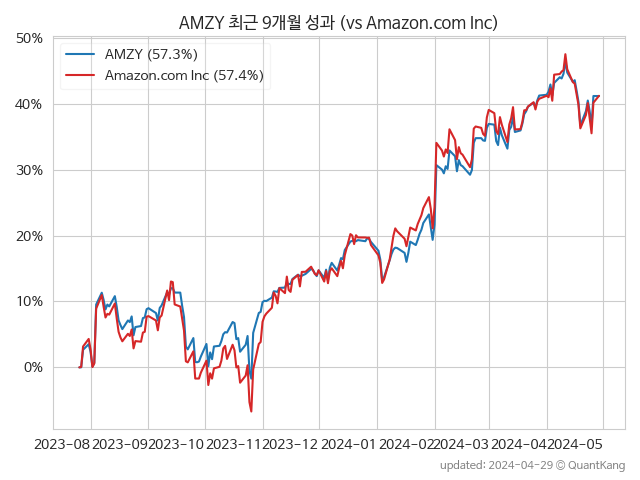 AMZY 최근 9개월 성과 (vs Amazon.com Inc)
AMZY (57.3%)
Amazon.com Inc (57.4%)
50%
40%
30%
20%
10%
0%
2023-08 2023-09 2023-10 2023-11 2023-12 2024-01 2024-02 2024-03 2024-04 2024-05
updated: 2024-04-29 © QuantKang